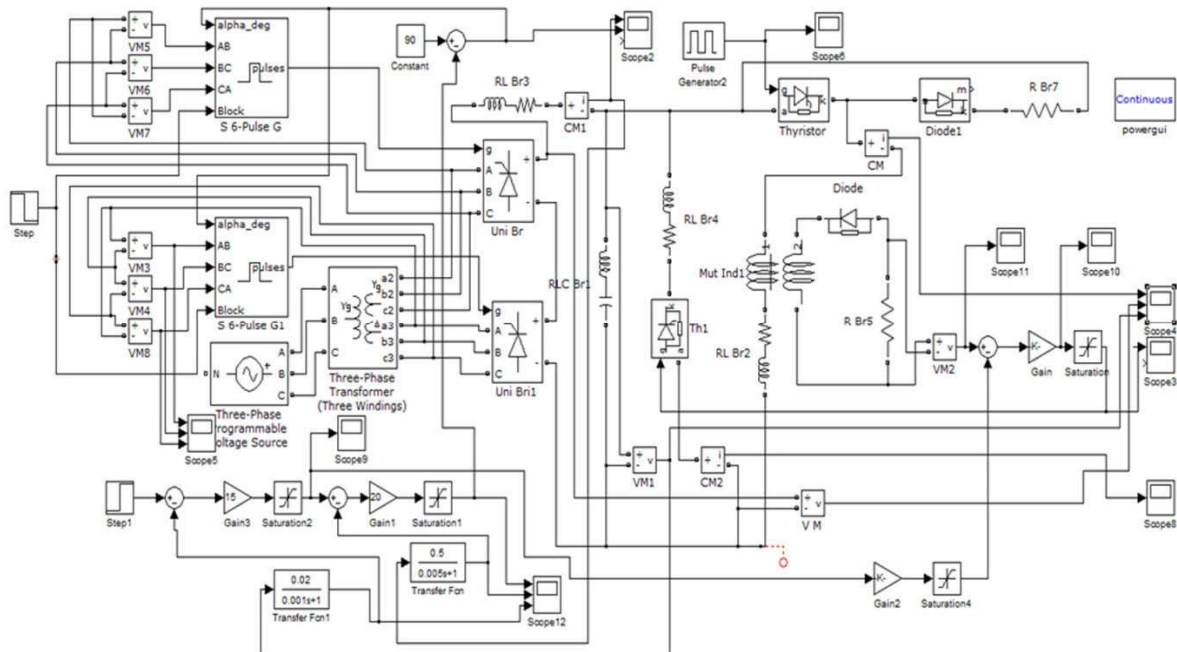 alpha_deg
AB
BC
CA
Block
pulses
S 6-Pulse G
VM5
VM6
VM7
90
Constant
Scope2
Pulse
Generator2
Scope6
RL Br3
CM1
Thyristor
Diode1
R Br7
Continuous
powergui
CM
Diode
Step
alpha_deg
AB
BC
CA
Block
pulses
S 6-Pulse G1
VM3
VM4
VM8
g
A
B
C
Uni Br
RL Br4
RLC Br1
Mut Ind1
1
2
Scope11
Scope10
Scope4
Scope3
N
A
B
C
Three-Phase
rogrammable
oltage Source
A
B
C
Yg
Yg
a2
b2
c2
a3
b3
c3
Three-Phase
Transformer
(Three Windings)
g
A
B
C
Uni Bri1
Th1
RL Br2
R Br5
VM2
Gain
Saturation
K-
Scope5
Scope9
VM1
CM2
V M
Scope8
Step1
15
Gain3
Saturation2
20
Gain1
Saturation1
0.02
0.001s+1
Transfer Fcn1
0.5
0.005s+1
Transfer Fcn
Scope12
K-
Gain2
Saturation4